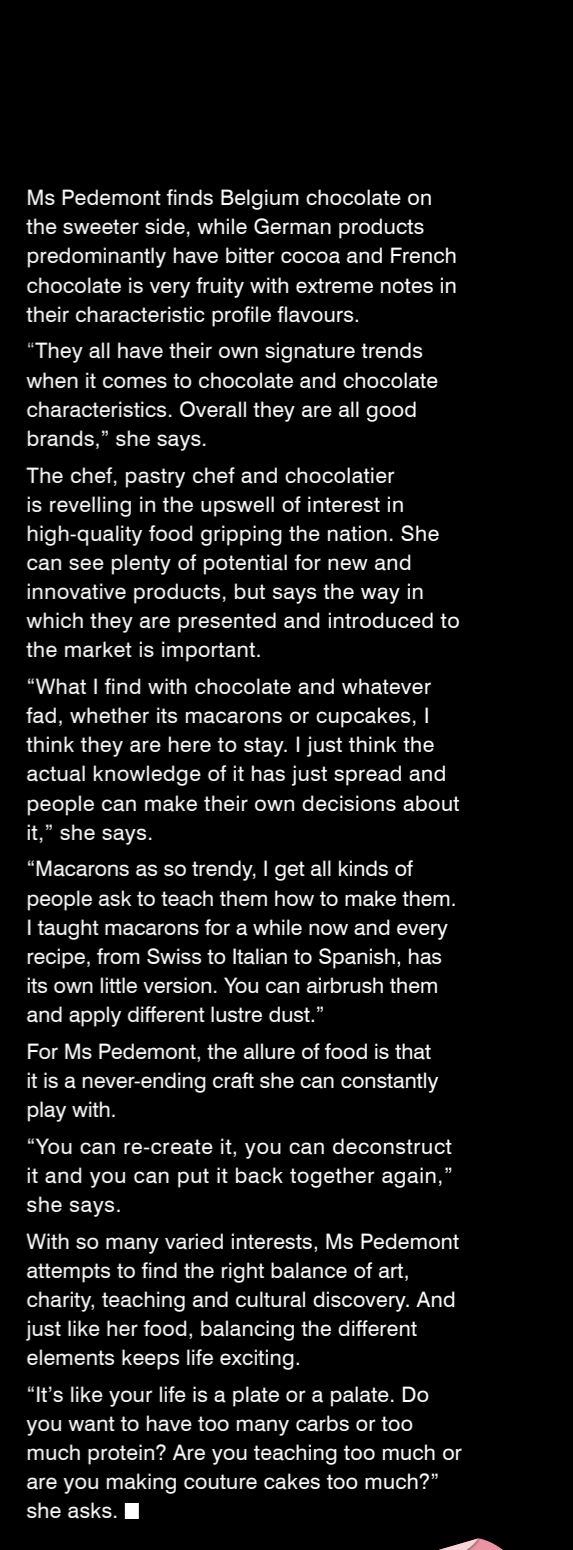 Ms Pedemont finds Belgium chocolate on
the sweeter side, while German products
predominantly have bitter cocoa and French
chocolate is very fruity with extreme notes in
their characteristic profile flavours.
“They all have their own signature trends
when it comes to chocolate and chocolate
characteristics. Overall they are all good
brands,” she says.
The chef, pastry chef and chocolatier
is revelling in the upswell of interest in
high-quality food gripping the nation. She
can see plenty of potential for new and
innovative products, but says the way in
which they are presented and introduced to
the market is important.
“What I find with chocolate and whatever
fad, whether its macarons or cupcakes, I
think they are here to stay. I just think the
actual knowledge of it has just spread and
people can make their own decisions about
it,” she says.
“Macarons as so trendy, I get all kinds of
people ask to teach them how to make them.
I taught macarons for a while now and every
recipe, from Swiss to Italian to Spanish, has
its own little version. You can airbrush them
and apply different lustre dust.”
For Ms Pedemont, the allure of food is that
it is a never-ending craft she can constantly
play with.
“You can re-create it, you can deconstruct
it and you can put it back together again,”
she says.
With so many varied interests, Ms Pedemont
attempts to find the right balance of art,
charity, teaching and cultural discovery. And
just like her food, balancing the different
elements keeps life exciting.
“It’s like your life is a plate or a palate. Do
you want to have too many carbs or too
much protein? Are you teaching too much or
are you making couture cakes too much?”
she asks.